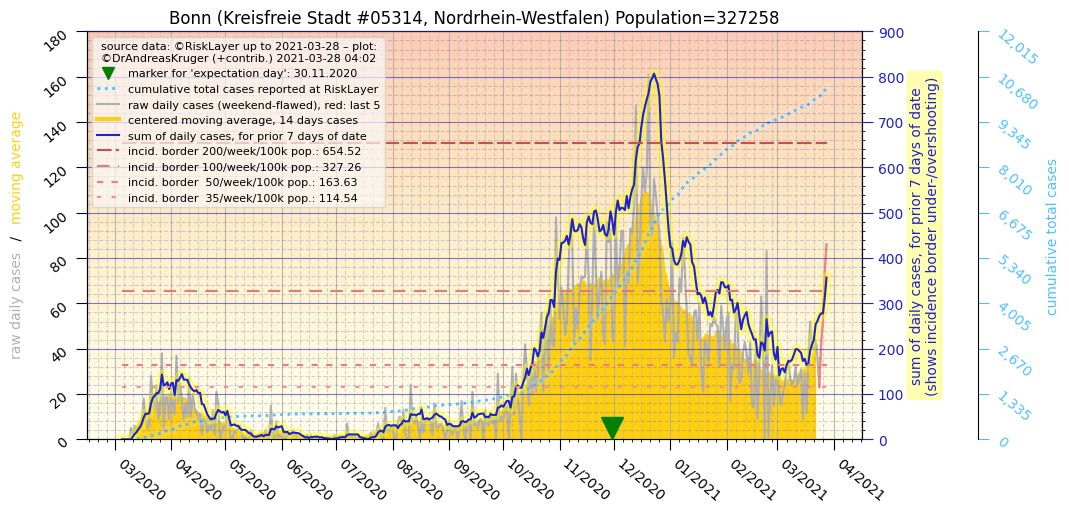 Bonn (Kreisfreie Stadt #05314, Nordrhein-Westfalen) Population=327258
source data: ©RiskLayer up to 2021-03-28 – plot:
©DrAndreasKruger (+contrib.) 2021-03-28 04:02
marker for 'expectation day': 30.11.2020
cumulative total cases reported at RiskLayer
raw daily cases (weekend-flawed), red: last 5
centered moving average, 14 days cases
sum of daily cases, for prior 7 days of date
incid. border 200/week/100k pop.: 654.52
incid. border 100/week/100k pop.: 327.26
incid. border  50/week/100k pop.: 163.63
incid. border  35/week/100k pop.: 114.54
raw daily cases  /  moving average
180
160
140
120
100
80
60
40
20
0
03/2020
04/2020
05/2020
06/2020
07/2020
08/2020
09/2020
10/2020
11/2020
12/2020
01/2021
02/2021
03/2021
04/2021
900
800
700
600
500
400
300
200
100
0
sum of daily cases, for prior 7 days of date
(shows incidence border under-/overshooting)
12,015
10,680
9,345
8,010
6,675
5,340
4,005
2,670
1,335
0
cumulative total cases